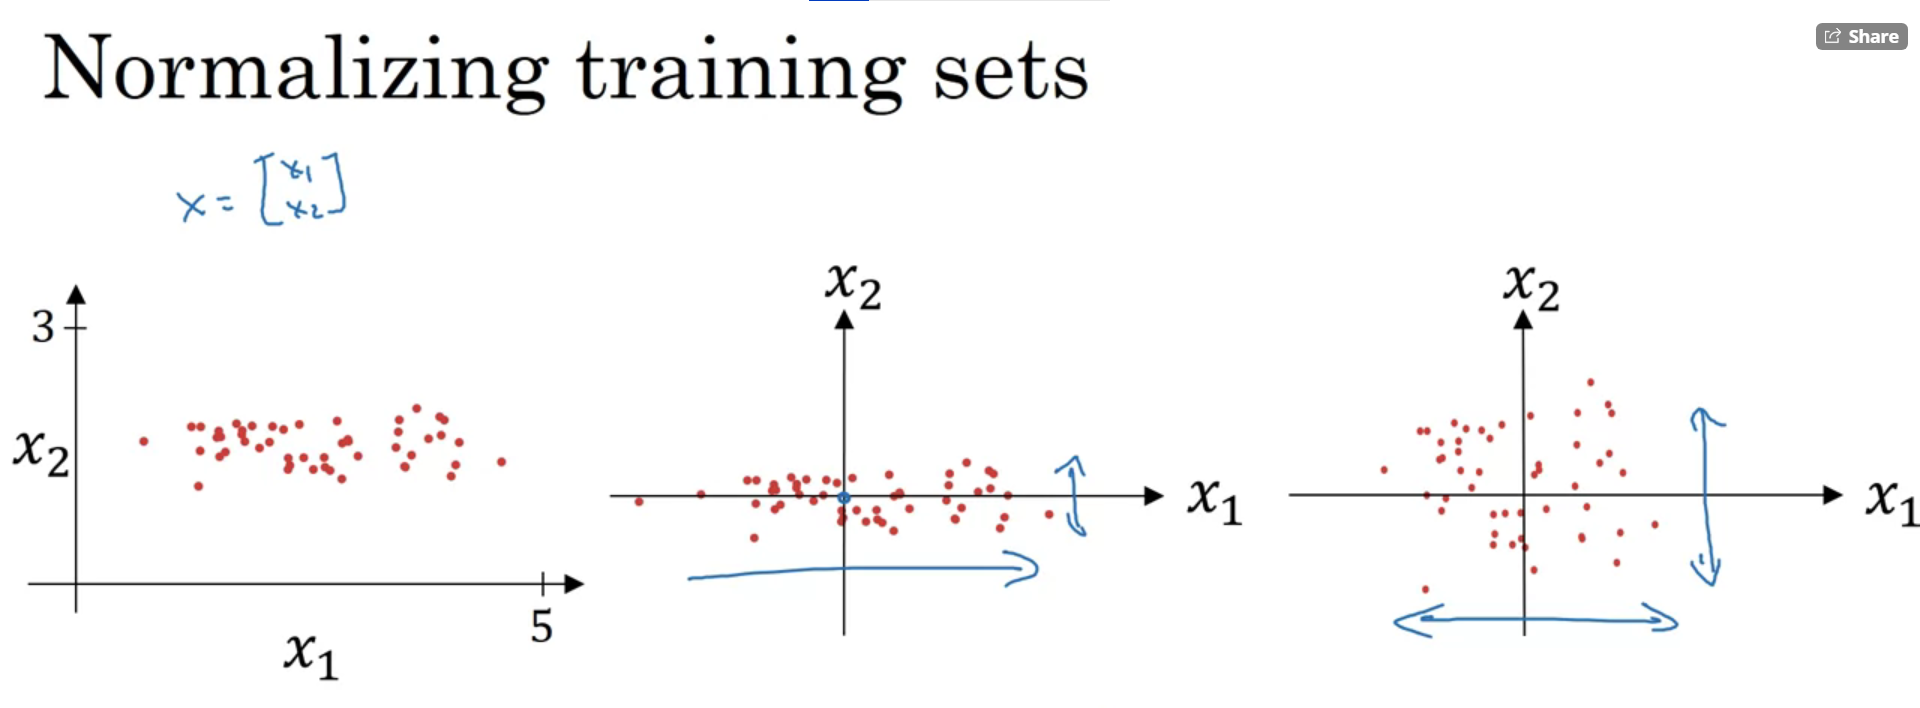 Normalizing training sets
Share
x = [x1
x2]
x2
x2
3
x2
x1
x1
5
x1